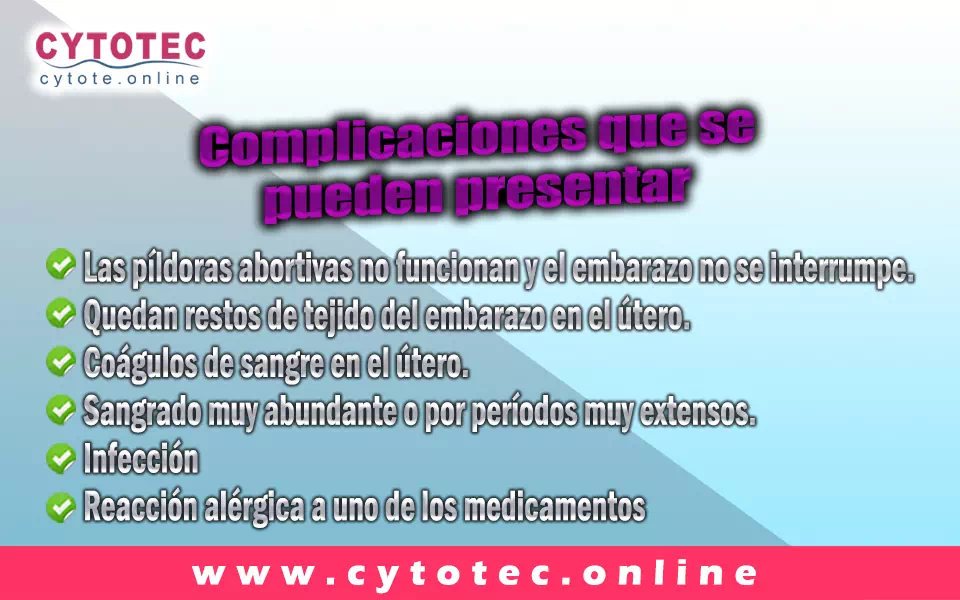 CYTOTEC
cytote.online
Complicaciones que se
pueden presentar
Las píldoras abortivas no funcionan y el embarazo no se interrumpe.
Quedan restos de tejido del embarazo en el útero.
Coágulos de sangre en el útero.
Sangrado muy abundante o por períodos muy extensos.
Infección
Reacción alérgica a uno de los medicamentos
www.cytotec.online